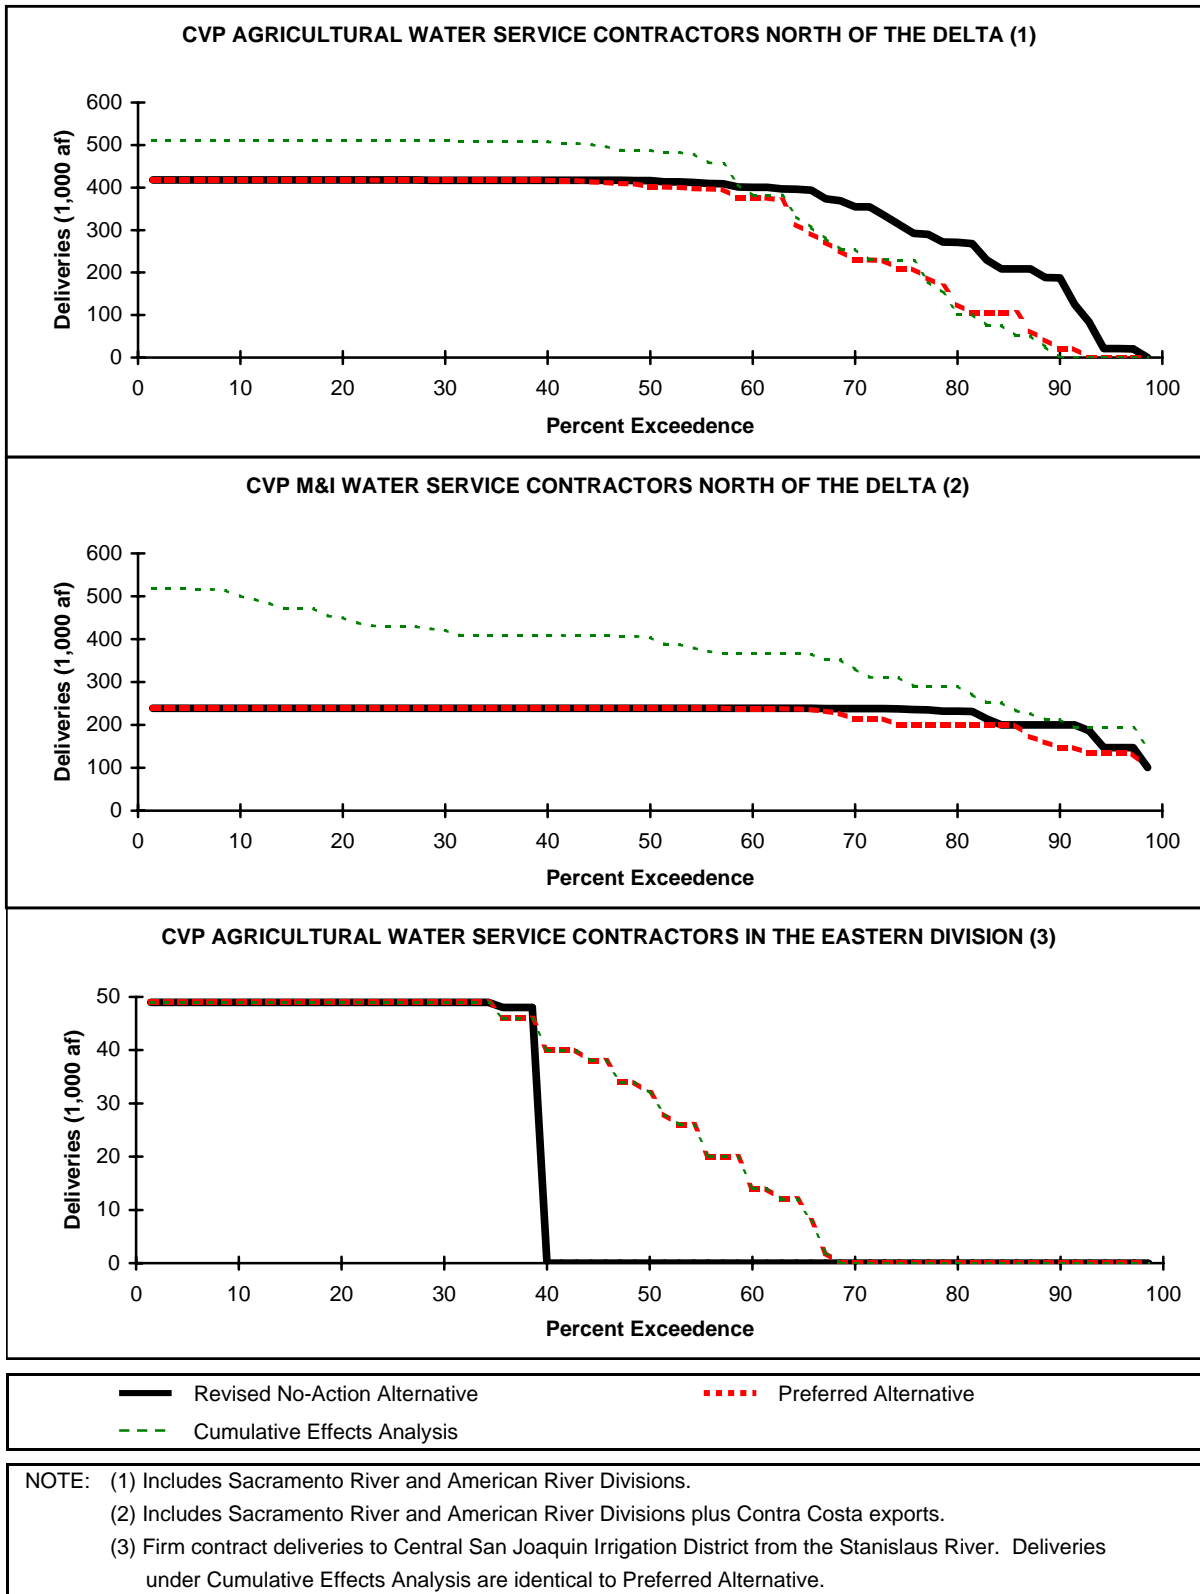 CVP AGRICULTURAL WATER SERVICE CONTRACTORS NORTH OF THE DELTA (1)
600
500
400
300
200
100
0
Deliveries (1,000 af)
0 10 20 30 40 50 60 70 80 90 100
Percent Exceedence
CVP M&I WATER SERVICE CONTRACTORS NORTH OF THE DELTA (2)
600
500
400
300
200
100
0
Deliveries (1,000 af)
0 10 20 30 40 50 60 70 80 90 100
Percent Exceedence
CVP AGRICULTURAL WATER SERVICE CONTRACTORS IN THE EASTERN DIVISION (3)
50
40
30
20
10
0
Deliveries (1,000 af)
0 10 20 30 40 50 60 70 80 90 100
Percent Exceedence
Revised No-Action Alternative Preferred Alternative
Cumulative Effects Analysis
NOTE: (1) Includes Sacramento River and American River Divisions.
(2) Includes Sacramento River and American River Divisions plus Contra Costa exports.
(3) Firm contract deliveries to Central San Joaquin Irrigation District from the Stanislaus River. Deliveries
under Cumulative Effects Analysis are identical to Preferred Alternative.